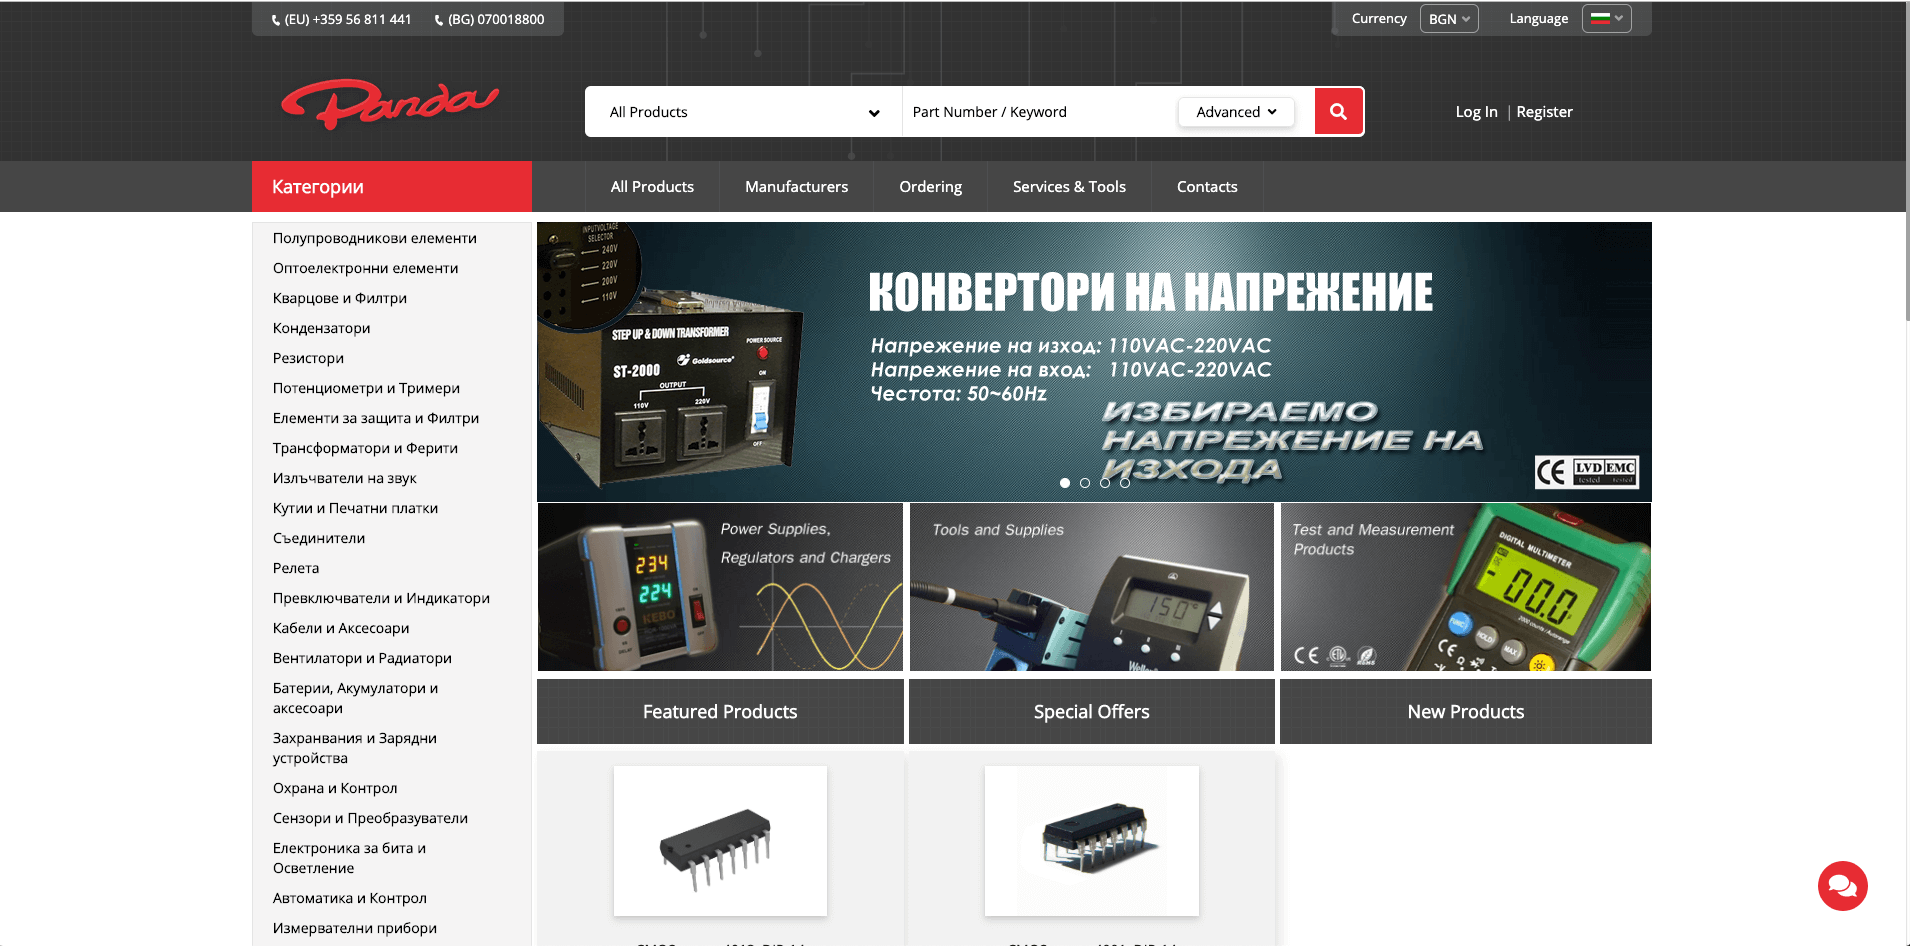 (EU) +359 56 811 441
(BG) 070018800
Currency
BGN
Language
Panda
All Products
Part Number / Keyword
Advanced
Log In | Register
Категории
All Products
Manufacturers
Ordering
Services & Tools
Contacts
Полупроводникови елементи
Оптоелектронни елементи
Кварцове и Филтри
Кондензатори
Резистори
Потенциометри и Тримери
Елементи за защита и Филтри
Трансформатори и Ферити
Излъчватели на звук
Кутии и Печатни платки
Съединители
Релета
Превключватели и Индикатори
Кабели и Аксесоари
Вентилатори и Радиатори
Батерии, Акумулатори и
аксесоари
Захранвания и Зарядни
устройства
Охрана и Контрол
Сензори и Преобразуватели
Електроника за бита и
Осветление
Автоматика и Контрол
Измервателни прибори
INPUT VOLTAGE
SELECTOR
240V
220V
200V
110V
STEP UP & DOWN TRANSFORMER
Goldsource
POWER SOURCE
ST-2000
ON
OUTPUT
110V
220V
OFF
КОНВЕРТОРИ НА НАПРЕЖЕНИЕ
Напрежение на изход: 110VAC-220VAC
Напрежение на вход: 110VAC-220VAC
Честота: 50~60Hz
ИЗБИРАЕМО
НАПРЕЖЕНИЕ НА
ИЗХОДА
CE LVD EMC
tested tested
Power Supplies,
Regulators and Chargers
234
224
KEBO
Tools and Supplies
150°
Test and Measurement
Products
DIGITAL MULTIMETER
00.0
FUNC
HOLD
MAX
CE
CE
RoHS
Featured Products
Special Offers
New Products